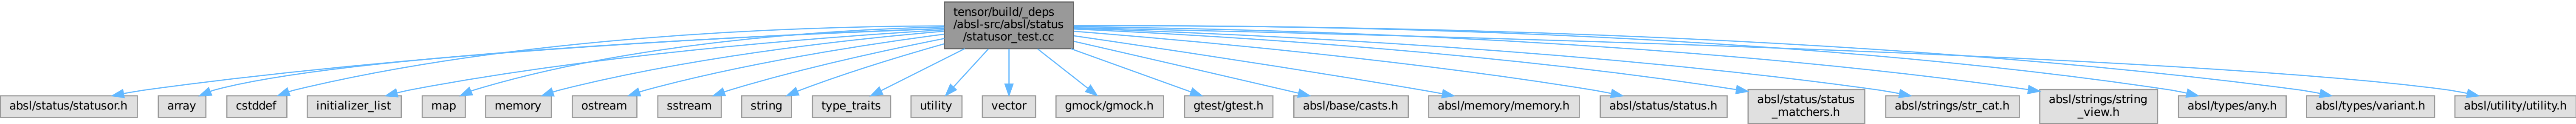 tensor/build/_deps
/absl-src/absl/status
/statusor_test.cc
absl/status/statusor.h
array
cstddef
initializer_list
map
memory
ostream
sstream
string
type_traits
utility
vector
gmock/gmock.h
gtest/gtest.h
absl/base/casts.h
absl/memory/memory.h
absl/status/status.h
absl/status/status
_matchers.h
absl/strings/str_cat.h
absl/strings/string
_view.h
absl/types/any.h
absl/types/variant.h
absl/utility/utility.h